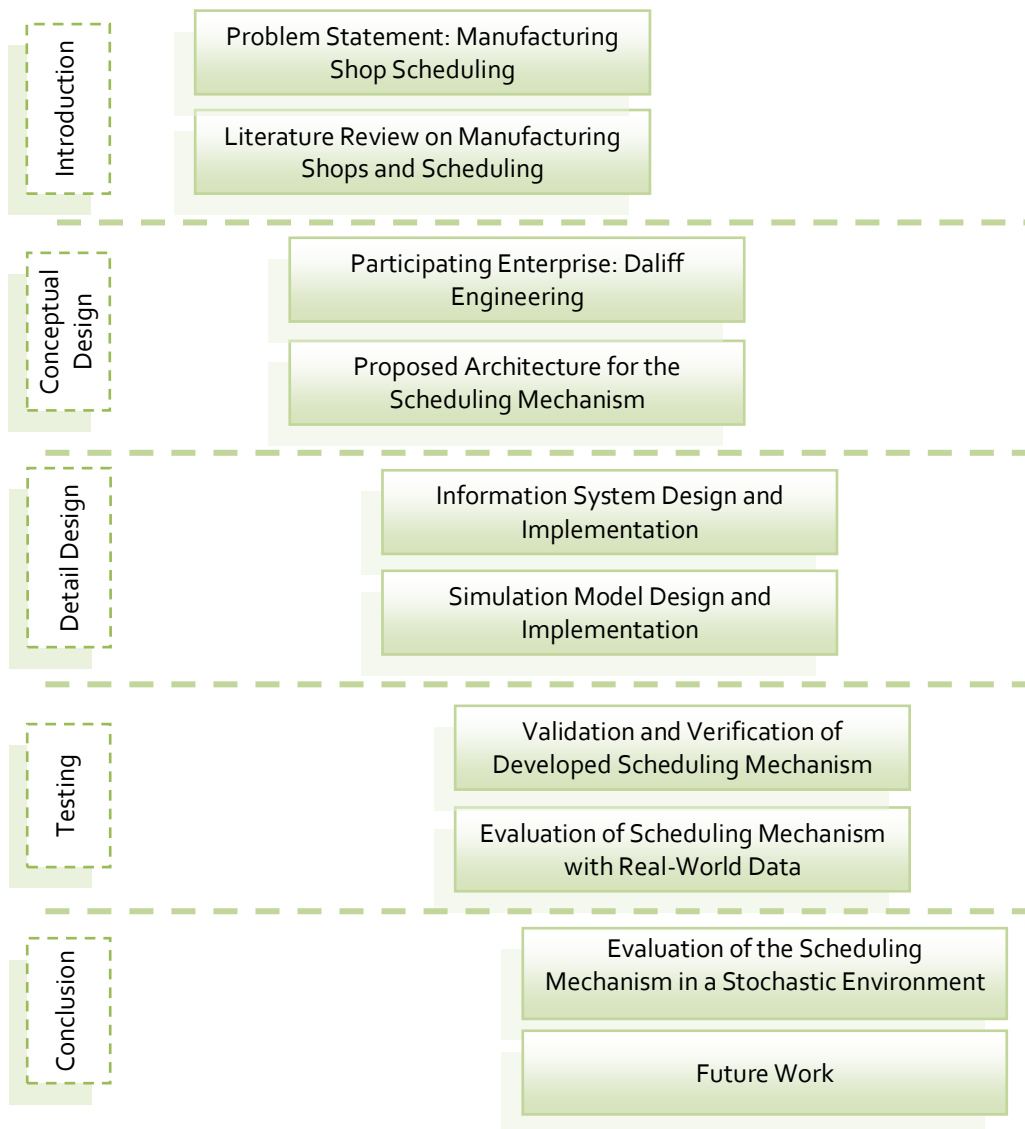 Introduction
Problem Statement: Manufacturing
Shop Scheduling
Literature Review on Manufacturing
Shops and Scheduling
Conceptual
Design
Participating Enterprise: Daliff
Engineering
Proposed Architecture for the
Scheduling Mechanism
Detail Design
Information System Design and
Implementation
Simulation Model Design and
Implementation
Testing
Validation and Verification of
Developed Scheduling Mechanism
Evaluation of Scheduling Mechanism
with Real-World Data
Conclusion
Evaluation of the Scheduling
Mechanism in a Stochastic Environment
Future Work